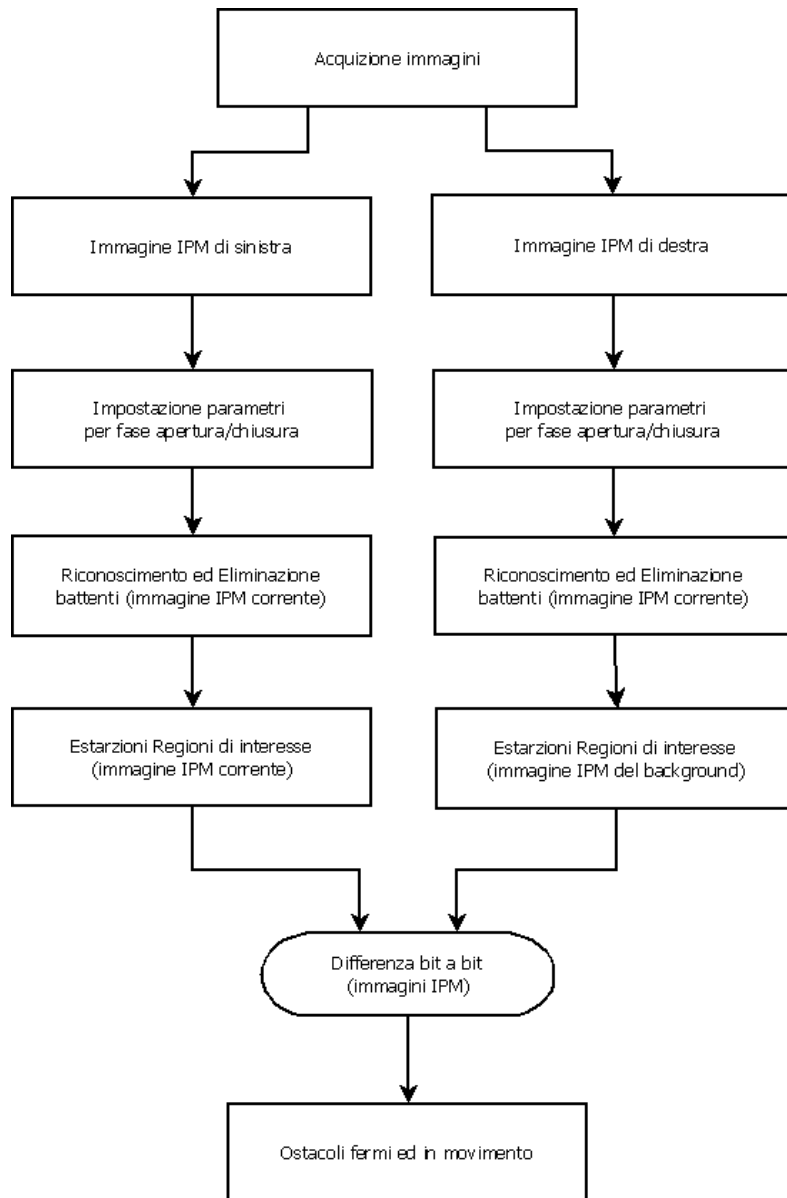 Acquizione immagini
Immagine IPM di sinistra
Immagine IPM di destra
Impostazione parametri
per fase apertura/chiusura
Impostazione parametri
per fase apertura/chiusura
Riconoscimento ed Eliminazione
battenti (immagine IPM corrente)
Riconoscimento ed Eliminazione
battenti (immagine IPM corrente)
Estarzioni Regioni di interesse
(immagine IPM corrente)
Estarzioni Regioni di interesse
(immagine IPM del background)
Differenza bit a bit
(immagini IPM)
Ostacoli fermi ed in movimento